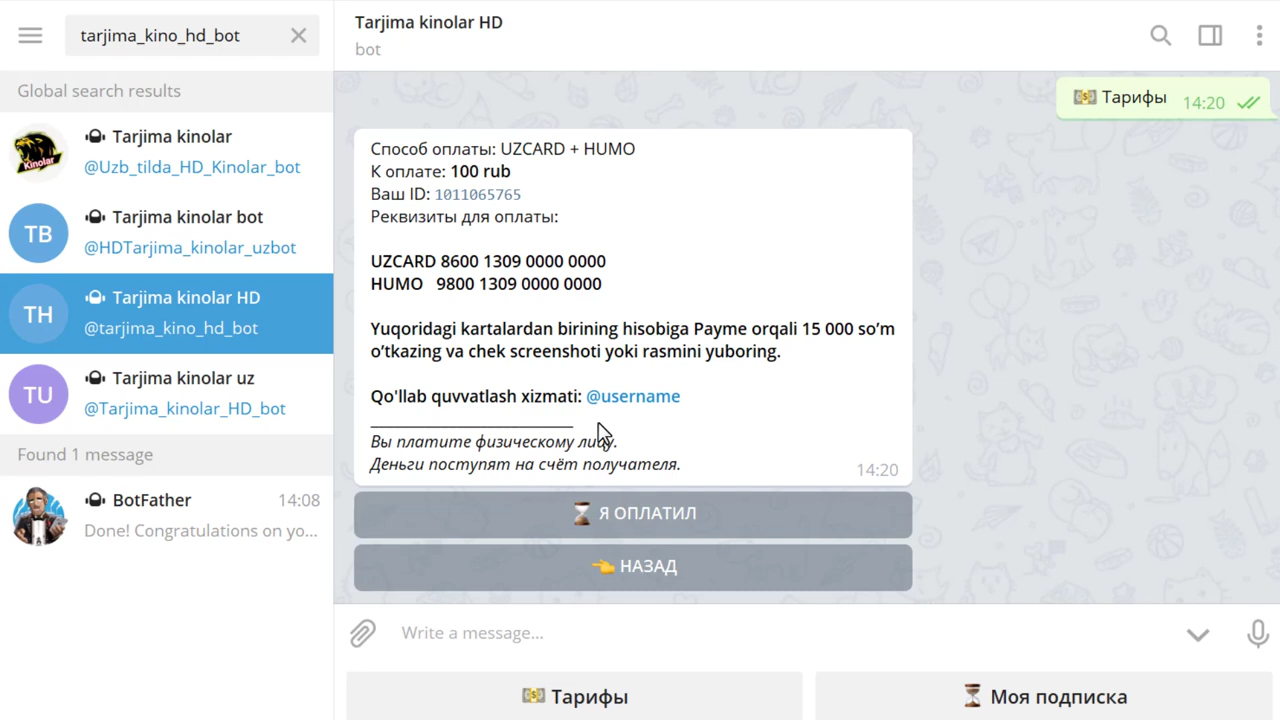 tarjima_kino_hd_bot
Global search results
Kinolar
Tarjima kinolar
@Uzb_tilda_HD_Kinolar_bot
TB
Tarjima kinolar bot
@HDTarjima_kinolar_uzbot
TH
Tarjima kinolar HD
@tarjima_kino_hd_bot
TU
Tarjima kinolar uz
@Tarjima_kinolar_HD_bot
Found 1 message
BotFather
14:08
Done! Congratulations on yo...
Tarjima kinolar HD
bot
💵 Тарифы 14:20
Способ оплаты: UZCARD + HUMO
К оплате: 100 rub
Ваш ID: 1011065765
Реквизиты для оплаты:
UZCARD 8600 1309 0000 0000
HUMO 9800 1309 0000 0000
Yuqoridagi kartalardan birining hisobiga Payme orqali 15 000 so‘m
o‘tkazing va chek screenshoti yoki rasmini yuboring.
Qo'llab quvvatlash xizmati: @username
Вы платите физическому лицу.
Деньги поступят на счёт получателя.
14:20
⏳ Я ОПЛАТИЛ
👈 НАЗАД
Write a message...
💵 Тарифы
⏳ Моя подписка